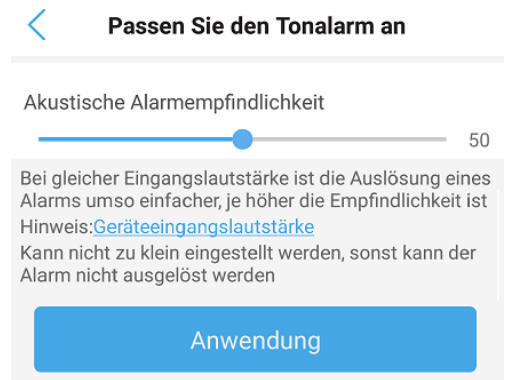 Passen Sie den Tonalarm an
Akustische Alarmempfindlichkeit
50
Bei gleicher Eingangslautstärke ist die Auslösung eines
Alarms umso einfacher, je höher die Empfindlichkeit ist
Hinweis:Geräteeingangslautstärke
Kann nicht zu klein eingestellt werden, sonst kann der
Alarm nicht ausgelöst werden
Anwendung